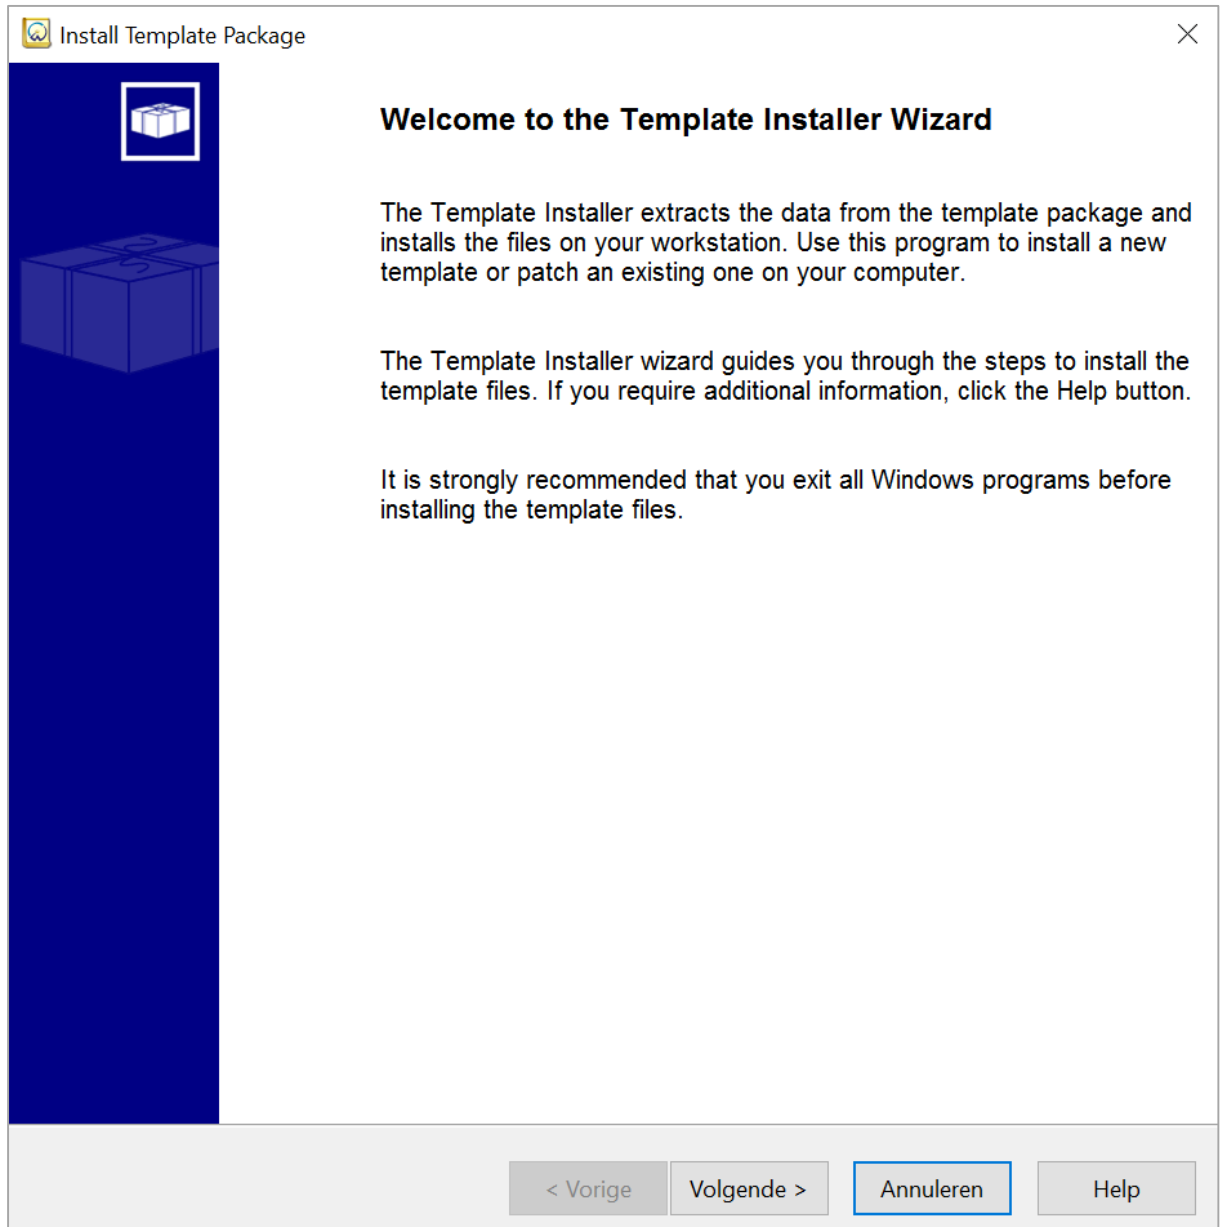 Install Template Package
Welcome to the Template Installer Wizard
The Template Installer extracts the data from the template package and
installs the files on your workstation. Use this program to install a new
template or patch an existing one on your computer.
The Template Installer wizard guides you through the steps to install the
template files. If you require additional information, click the Help button.
It is strongly recommended that you exit all Windows programs before
installing the template files.
< Vorige
Volgende >
Annuleren
Help